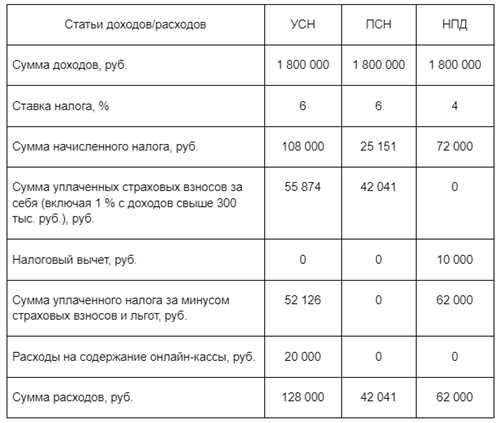 Статьи доходов/расходов УСН ПСН НПД
Сумма доходов, руб. 1 800 000 1 800 000 1 800 000
Ставка налога, % 6 6 4
Сумма начисленного налога, руб. 108 000 25 151 72 000
Сумма уплаченных страховых взносов за 55 874 42 041 0
себя (включая 1 % с доходов свыше 300
тыс. руб.), руб.
Налоговый вычет, руб. 0 0 10 000
Сумма уплаченного налога за минусом 52 126 0 62 000
страховых взносов и льгот, руб.
Расходы на содержание онлайн-кассы, руб. 20 000 0 0
Сумма расходов, руб. 128 000 42 041 62 000